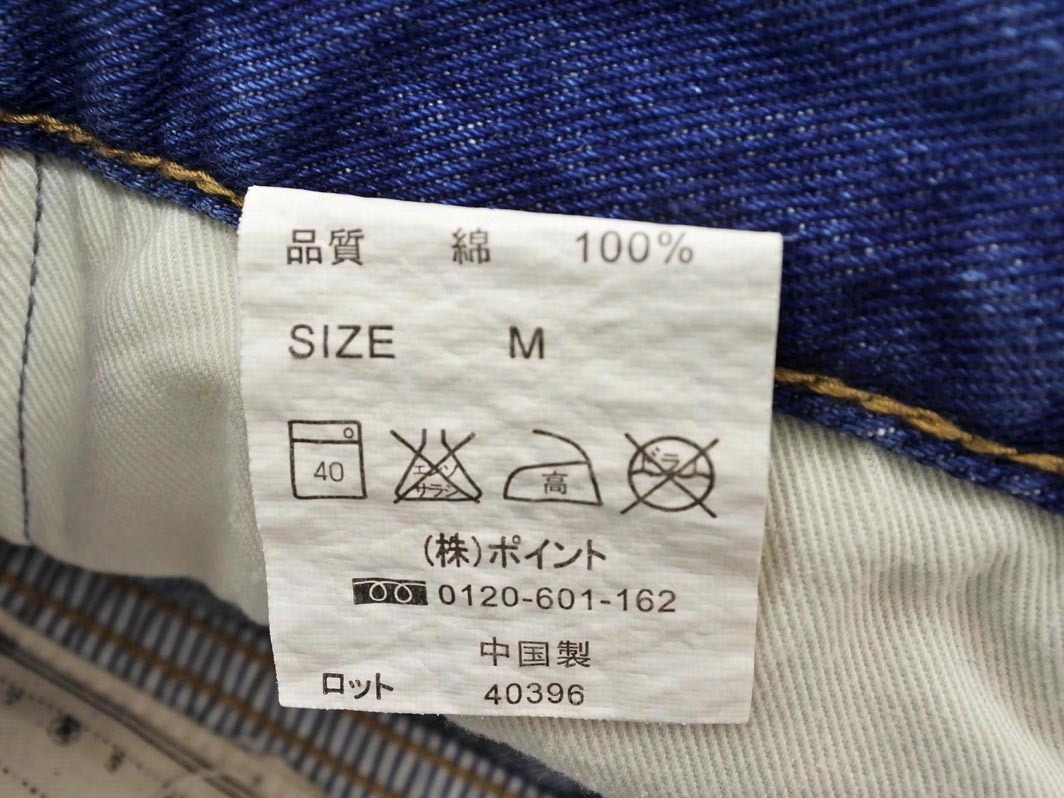 品質 綿 100%
SIZE M
40 エンソ サラシ 高 ドライ
(株)ポイント
0120-601-162
中国製
ロット 40396